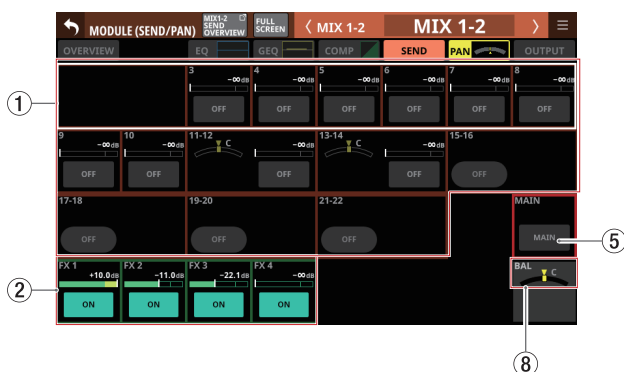 MODULE (SEND/PAN) MIX1-2 SEND OVERVIEW FULL SCREEN MIX 1-2 MIX 1-2
OVERVIEW EQ GEQ COMP SEND PAN OUTPUT
3 4 5 6 7 8
-∞dB -∞dB -∞dB -∞dB -∞dB -∞dB
① OFF OFF OFF OFF OFF OFF
9 10 11-12 13-14 15-16
-∞dB -∞dB C -∞dB C -∞dB
OFF OFF OFF OFF OFF
17-18 19-20 21-22 MAIN
OFF OFF OFF MAIN ⑤
FX 1 FX 2 FX 3 FX 4 BAL
+10.0dB -11.0dB -22.1dB -∞dB C
② ON ON ON ON
⑧